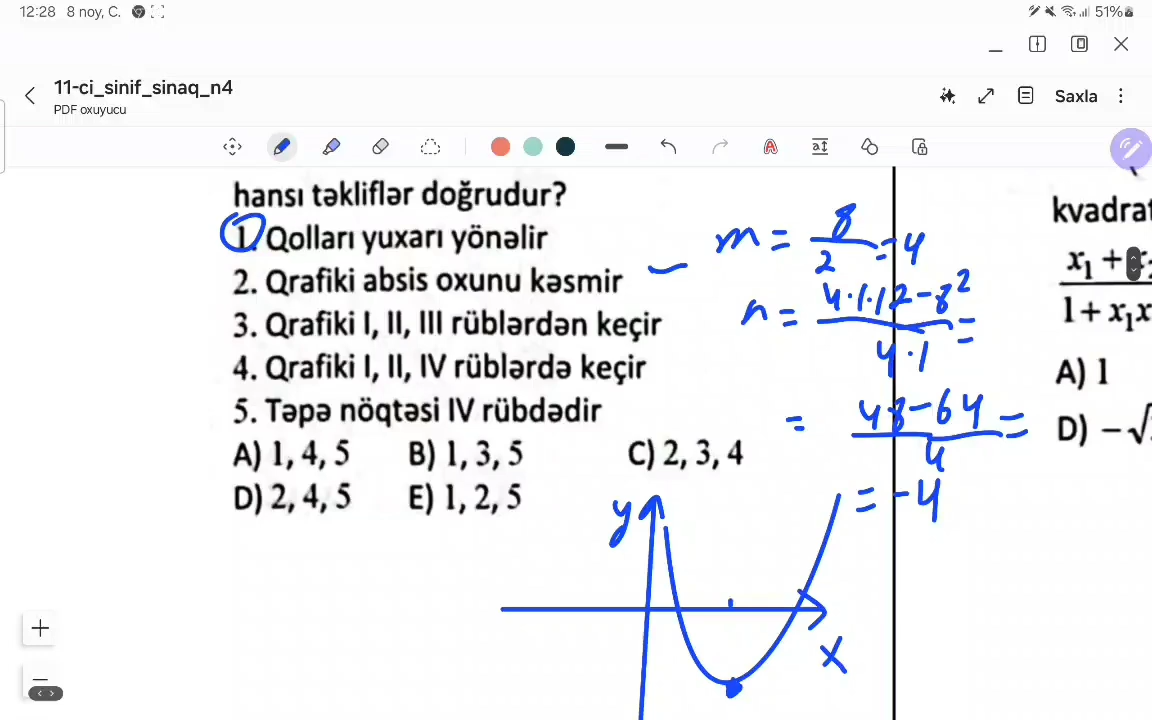 12:28 8 noy, C. 51%
11-ci_sinif_sinaq_n4
PDF oxuyucu
Saxla
hansı təkliflər doğrudur?
1. Qolları yuxarı yönəlir
2. Qrafiki absis oxunu kəsmir
3. Qrafiki I, II, III rüblərdən keçir
4. Qrafiki I, II, IV rüblərdə keçir
5. Təpə nöqtəsi IV rübdədir
A) 1, 4, 5 B) 1, 3, 5 C) 2, 3, 4
D) 2, 4, 5 E) 1, 2, 5
m = 8/2 = 4
n = (4·1·12-8²)/(4·1) =
= (48-64)/4 =
= -4
y
x
kvadrat
x₁ +
1+x₁x
A) 1
D) -√